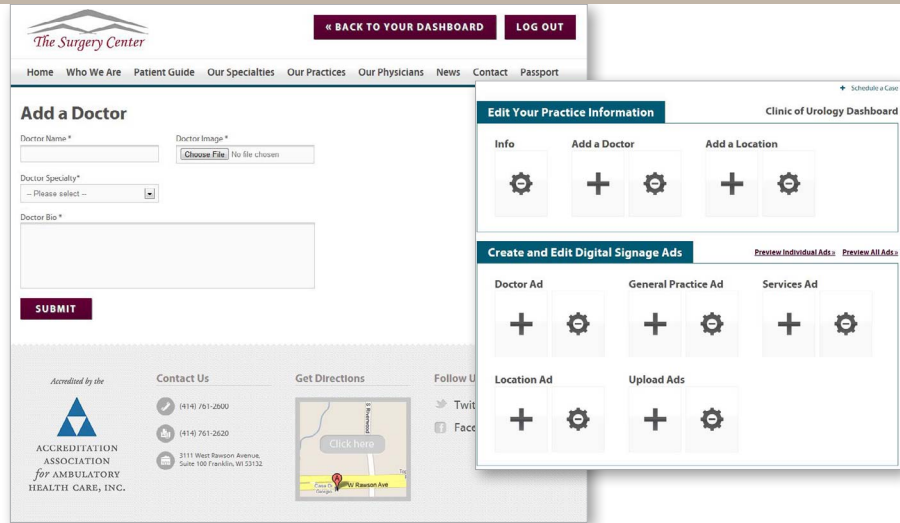 The Surgery Center
« BACK TO YOUR DASHBOARD
LOG OUT
Home Who We Are Patient Guide Our Specialties Our Practices Our Physicians News Contact Passport
Add a Doctor
Doctor Name * Doctor Image *
Choose File No file chosen
Doctor Specialty*
-- Please select --
Doctor Bio *
SUBMIT
Accredited by the
ACCREDITATION
ASSOCIATION
for AMBULATORY
HEALTH CARE, INC.
Contact Us
(414) 761-2600
(414) 761-2620
3111 West Rawson Avenue,
Suite 100 Franklin, WI 53132
Get Directions
Click here
S Riverwood
W Rawson Ave
Follow U
Twit
Face
+ Schedule a Case
Edit Your Practice Information Clinic of Urology Dashboard
Info Add a Doctor Add a Location
Create and Edit Digital Signage Ads Preview Individual Ads » Preview All Ads »
Doctor Ad General Practice Ad Services Ad
Location Ad Upload Ads